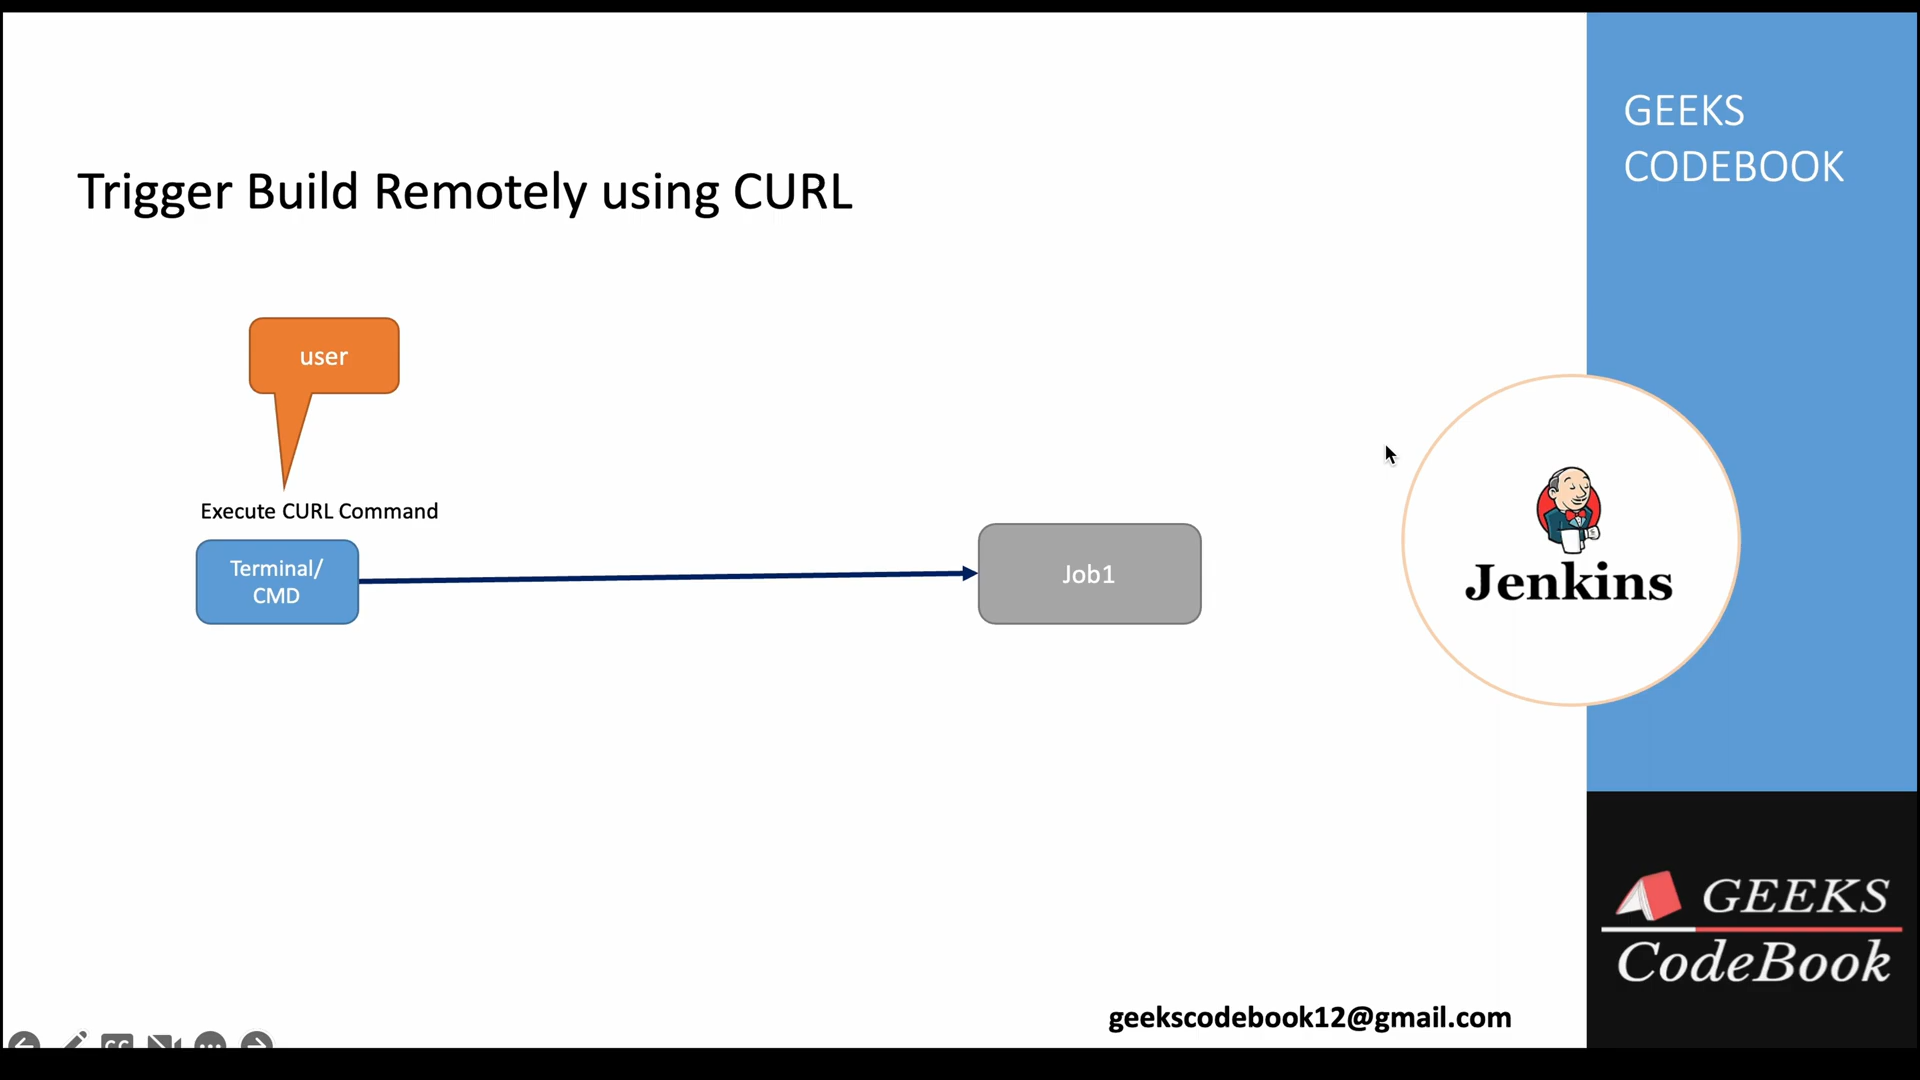 GEEKS
CODEBOOK
Trigger Build Remotely using CURL
user
Execute CURL Command
Terminal/
CMD
Job1
Jenkins
GEEKS
CodeBook
geekscodebook12@gmail.com
CC